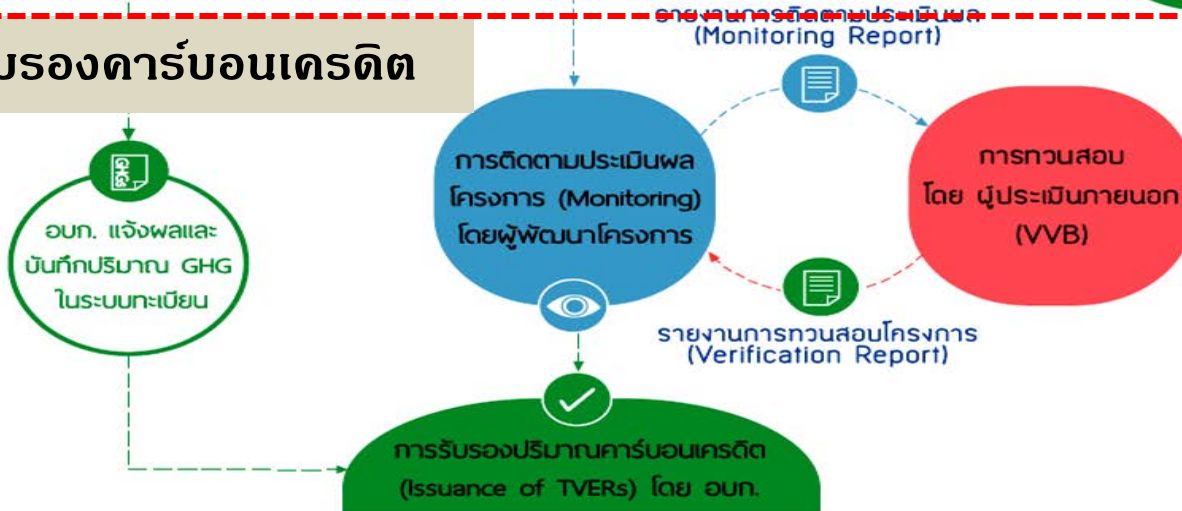 รายงานการติดตามประเมินผล
(Monitoring Report)
บรองคาร์บอนเครดิต
GHGs
อบก. แจ้งผลและ
บันทึกปริมาณ GHG
ในระบบทะเบียน
การติดตามประเมินผล
โครงการ (Monitoring)
โดยผู้พัฒนาโครงการ
การทวนสอบ
โดย ผู้ประเมินภายนอก
(VVB)
รายงานการทวนสอบโครงการ
(Verification Report)
การรับรองปริมาณคาร์บอนเครดิต
(Issuance of TVERs) โดย อบก.